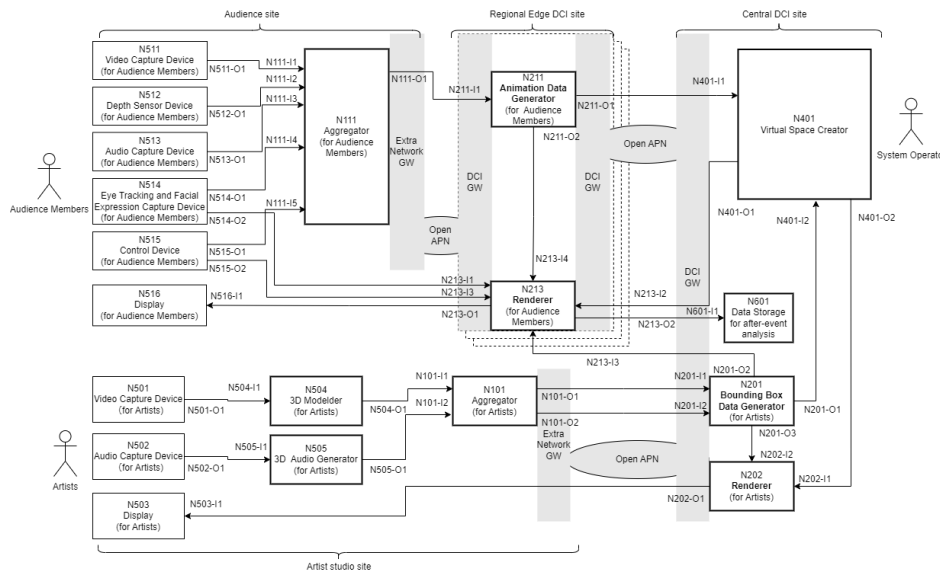 Audience site
Regional Edge DCI site
Central DCI site
N511
Video Capture Device
(for Audience Members)
N511-O1
N111-I1
N111-I2
N512
Depth Sensor Device
(for Audience Members)
N512-O1
N111-I3
N513
Audio Capture Device
(for Audience Members)
N513-O1
N111-I4
N514
Eye Tracking and Facial
Expression Capture Device
(for Audience Members)
N514-O1
N514-O2
N111-I5
N515
Control Device
(for Audience Members)
N515-O1
N515-O2
N516
Display
(for Audience Members)
N516-I1
Audience Members
N111
Aggregator
(for Audience
Members)
N111-O1
Extra
Network
GW
Open
APN
N211-I1
DCI
GW
N211
Animation Data
Generator
(for Audience
Members)
N211-O1
N211-O2
DCI
GW
Open APN
N401-I1
N401
Virtual Space Creator
N401-O1
N401-I2
N401-O2
System Operator
N213-I4
N213-I1
N213-I3
N213-O1
N213
Renderer
(for Audience
Members)
N213-I2
N213-O2
N213-I3
DCI
GW
N601-I1
N601
Data Storage
for after-event
analysis
N501
Video Capture Device
(for Artists)
N501-O1
N504-I1
N504
3D Modelder
(for Artists)
N504-O1
N101-I1
N101-I2
N101
Aggregator
(for Artists)
N101-O1
N101-O2
Extra
Network
GW
N201-I1
N201-I2
N201-O2
N201
Bounding Box
Data Generator
(for Artists)
N201-O1
N201-O3
N502
Audio Capture Device
(for Artists)
N502-O1
N505-I1
N505
3D Audio Generator
(for Artists)
N505-O1
Open APN
N202-I2
N202
Renderer
(for Artists)
N202-I1
N202-O1
Artists
N503
Display
(for Artists)
N503-I1
Artist studio site